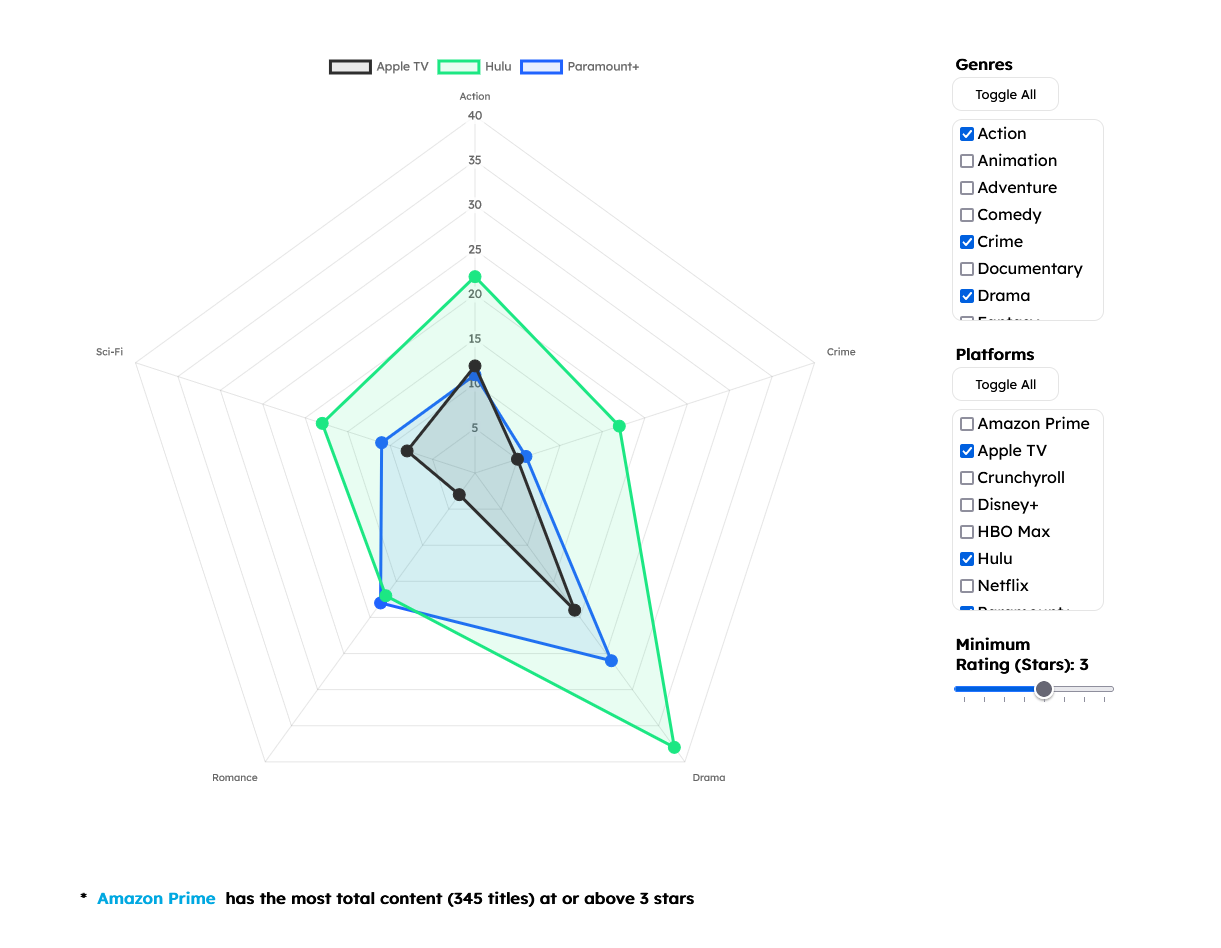 Apple TV Hulu Paramount+
Action
40
35
30
25
20
15
10
5
Sci-Fi
Crime
Romance
Drama
Genres
Toggle All
Action
Animation
Adventure
Comedy
Crime
Documentary
Drama
Fantasy
Platforms
Toggle All
Amazon Prime
Apple TV
Crunchyroll
Disney+
HBO Max
Hulu
Netflix
Paramount+
Minimum
Rating (Stars): 3
* Amazon Prime has the most total content (345 titles) at or above 3 stars